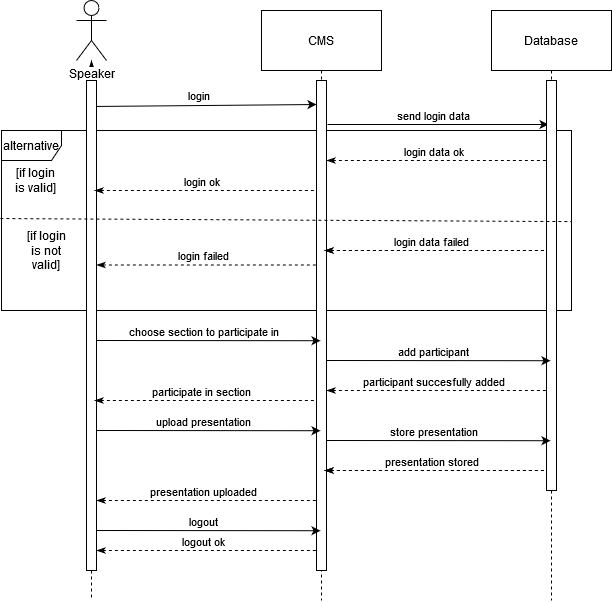 Speaker
CMS
Database
login
send login data
alternative
login data ok
[if login
is valid]
login ok
[if login
is not
valid]
login data failed
login failed
choose section to participate in
add participant
participant succesfully added
participate in section
upload presentation
store presentation
presentation stored
presentation uploaded
logout
logout ok